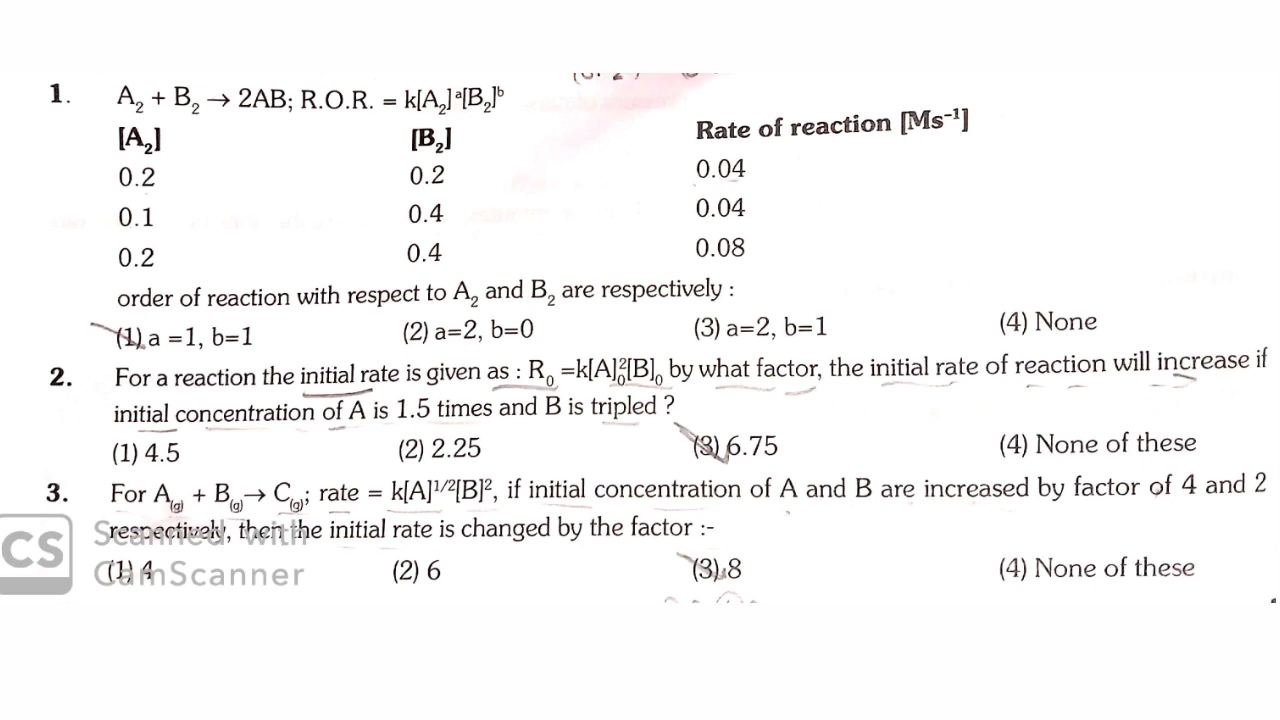 1. A₂ + B₂ → 2AB; R.O.R. = k[A₂]ᵃ[B₂]ᵇ
[A₂] [B₂] Rate of reaction [Ms⁻¹]
0.2 0.2 0.04
0.1 0.4 0.04
0.2 0.4 0.08
order of reaction with respect to A₂ and B₂ are respectively :
(1) a =1, b=1 (2) a=2, b=0 (3) a=2, b=1 (4) None
2. For a reaction the initial rate is given as : R₀ =k[A]₀²[B]₀ by what factor, the initial rate of reaction will increase if
initial concentration of A is 1.5 times and B is tripled ?
(1) 4.5 (2) 2.25 (3) 6.75 (4) None of these
3. For A₍g₎ + B₍g₎→ C₍g₎; rate = k[A]¹ᐟ²[B]², if initial concentration of A and B are increased by factor of 4 and 2
respectively, then the initial rate is changed by the factor :-
(1) 4 (2) 6 (3) 8 (4) None of these
CS Scanned with
CamScanner